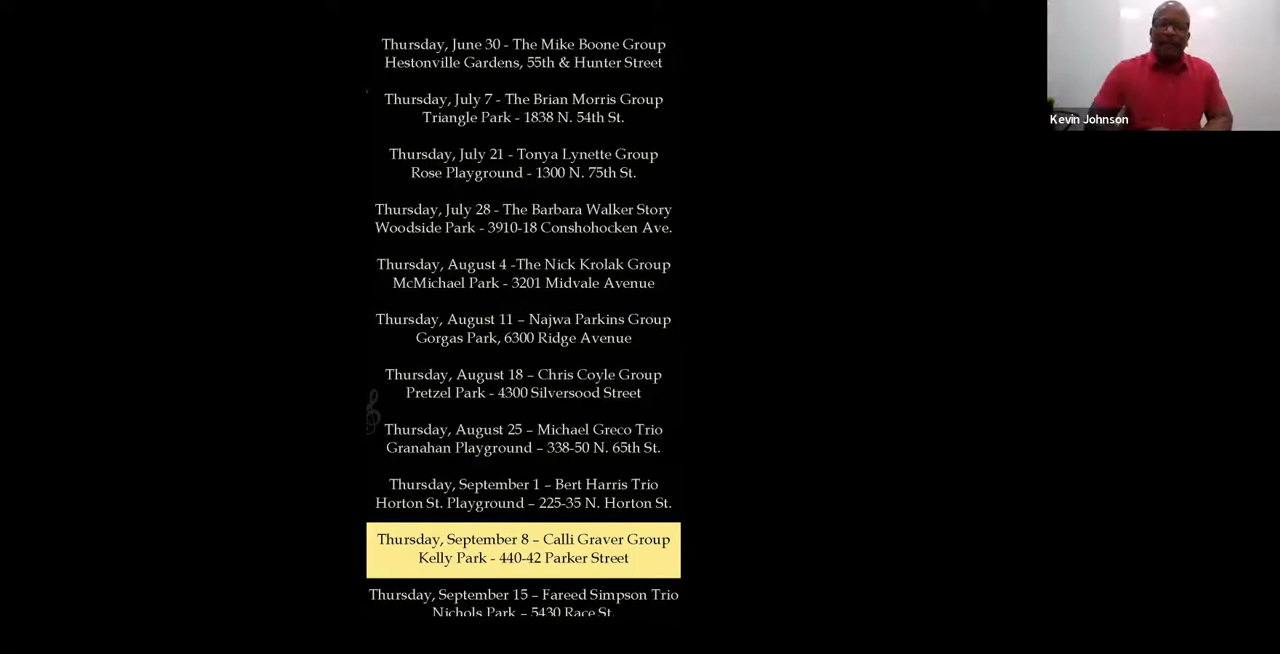 Thursday, June 30 - The Mike Boone Group
Hestonville Gardens, 55th & Hunter Street
Thursday, July 7 - The Brian Morris Group
Triangle Park - 1838 N. 54th St.
Thursday, July 21 - Tonya Lynette Group
Rose Playground - 1300 N. 75th St.
Thursday, July 28 - The Barbara Walker Story
Woodside Park - 3910-18 Conshohocken Ave.
Thursday, August 4 -The Nick Krolak Group
McMichael Park - 3201 Midvale Avenue
Thursday, August 11 – Najwa Parkins Group
Gorgas Park, 6300 Ridge Avenue
Thursday, August 18 – Chris Coyle Group
Pretzel Park - 4300 Silversood Street
Thursday, August 25 – Michael Greco Trio
Granahan Playground – 338-50 N. 65th St.
Thursday, September 1 – Bert Harris Trio
Horton St. Playground – 225-35 N. Horton St.
Thursday, September 8 – Calli Graver Group
Kelly Park - 440-42 Parker Street
Thursday, September 15 – Fareed Simpson Trio
Nichols Park – 5430 Race St.
Kevin Johnson